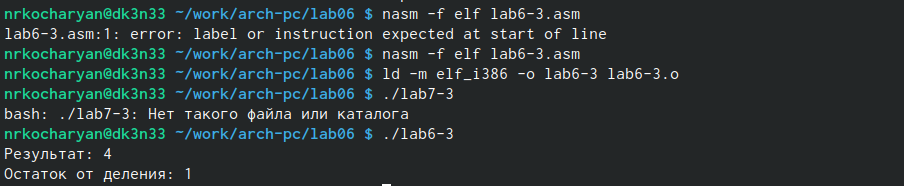 nrkocharyan@dk3n33 ~/work/arch-pc/lab06 $ nasm -f elf lab6-3.asm
lab6-3.asm:1: error: label or instruction expected at start of line
nrkocharyan@dk3n33 ~/work/arch-pc/lab06 $ nasm -f elf lab6-3.asm
nrkocharyan@dk3n33 ~/work/arch-pc/lab06 $ ld -m elf_i386 -o lab6-3 lab6-3.o
nrkocharyan@dk3n33 ~/work/arch-pc/lab06 $ ./lab7-3
bash: ./lab7-3: Нет такого файла или каталога
nrkocharyan@dk3n33 ~/work/arch-pc/lab06 $ ./lab6-3
Результат: 4
Остаток от деления: 1